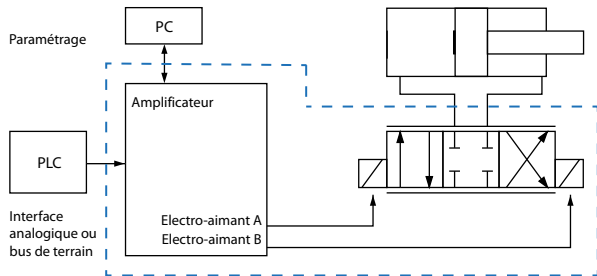 Paramétrage
PC
Amplificateur
PLC
Interface
analogique ou
bus de terrain
Electro-aimant A
Electro-aimant B